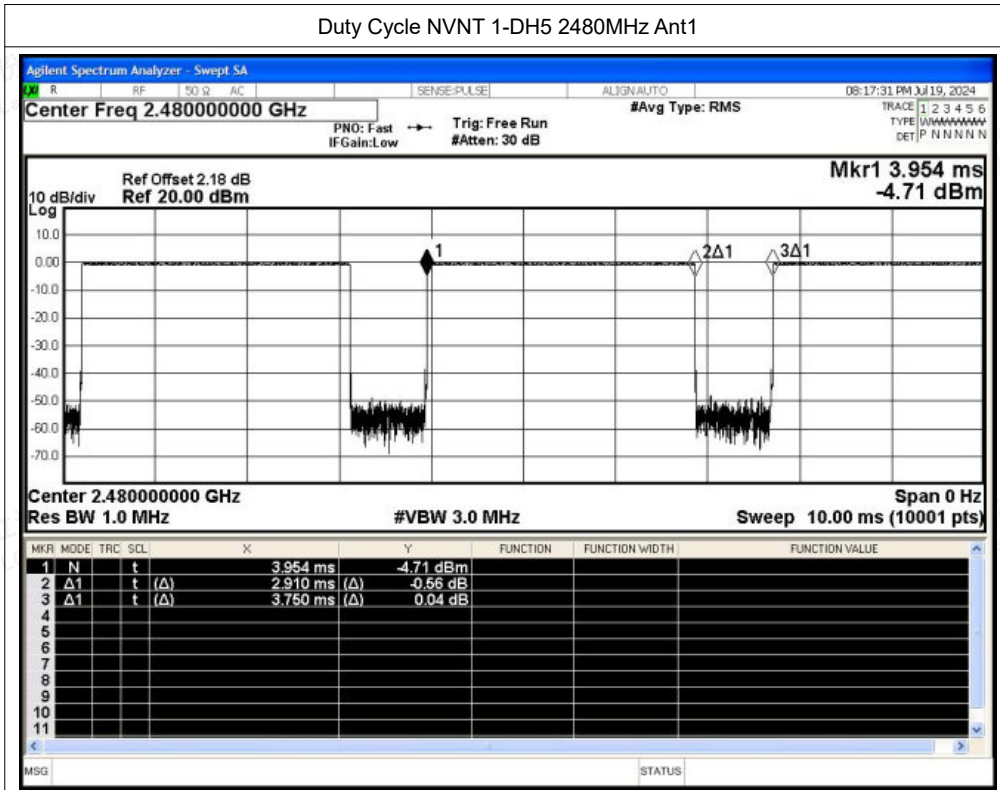 Duty Cycle NVNT 1-DH5 2480MHz Ant1
Agilent Spectrum Analyzer - Swept SA
LXI R RF 50 Ω AC SENSE:PULSE ALIGN AUTO 08:17:31 PM Jul 19, 2024
Center Freq 2.480000000 GHz #Avg Type: RMS TRACE 1 2 3 4 5 6
PNO: Fast Trig: Free Run TYPE WWWWWW
IFGain:Low #Atten: 30 dB DET P N N N N N
Mkr1 3.954 ms
Ref Offset 2.18 dB
10 dB/div Ref 20.00 dBm -4.71 dBm
Log
10.0
1 2Δ1 3Δ1
0.00
-10.0
-20.0
-30.0
-40.0
-50.0
-60.0
-70.0
Center 2.480000000 GHz Span 0 Hz
Res BW 1.0 MHz #VBW 3.0 MHz Sweep 10.00 ms (10001 pts)
MKR MODE TRC SCL X Y FUNCTION FUNCTION WIDTH FUNCTION VALUE
1 N t 3.954 ms -4.71 dBm
2 Δ1 t (Δ) 2.910 ms (Δ) -0.56 dB
3 Δ1 t (Δ) 3.750 ms (Δ) 0.04 dB
4
5
6
7
8
9
10
11
MSG STATUS